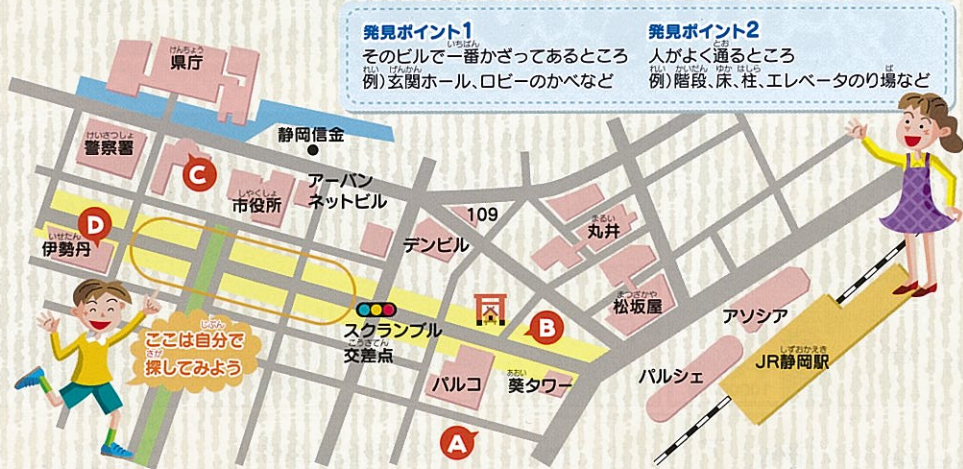 発見ポイント1
そのビルで一番かざってあるところ
例)玄関ホール、ロビーのかべなど
発見ポイント2
人がよく通るところ
例)階段、床、柱、エレベータのり場など
県庁
静岡信金
警察署
C
市役所
アーバン
ネットビル
109
デンビル
丸井
D
伊勢丹
松坂屋
スクランブル
交差点
B
アソシア
JR静岡駅
パルシェ
パルコ
葵タワー
A
ここは自分で
探してみよう